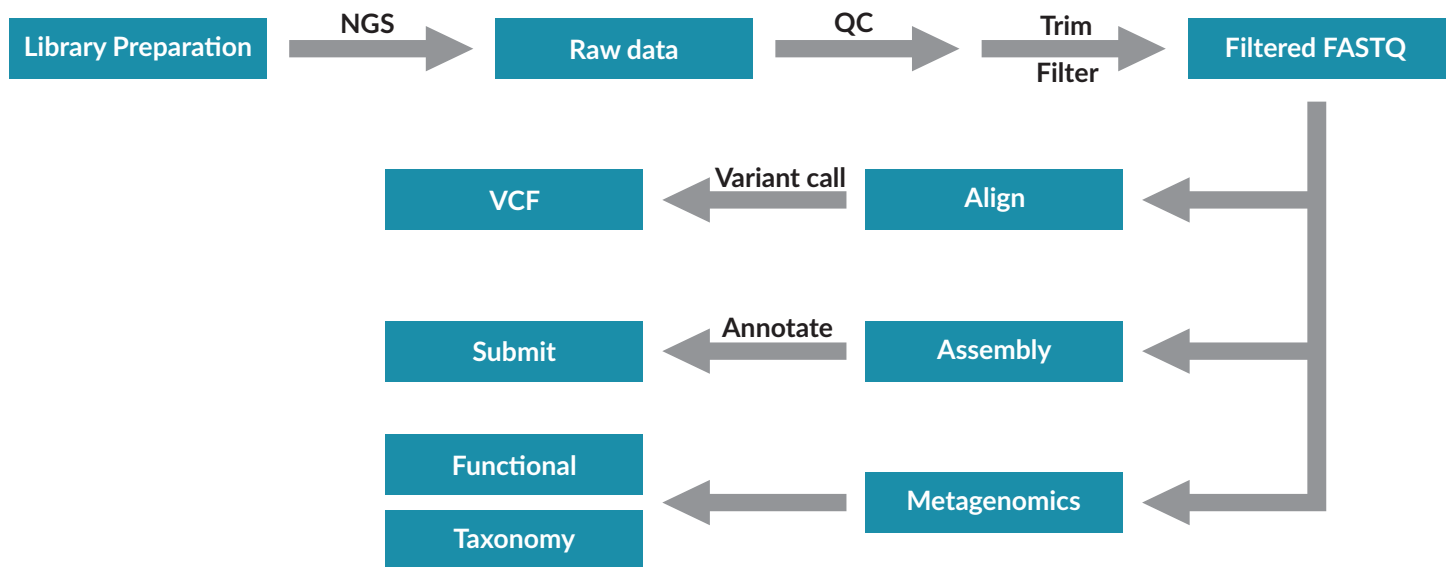 Library Preparation
NGS
Raw data
QC
Trim
Filter
Filtered FASTQ
VCF
Variant call
Align
Submit
Annotate
Assembly
Functional
Taxonomy
Metagenomics